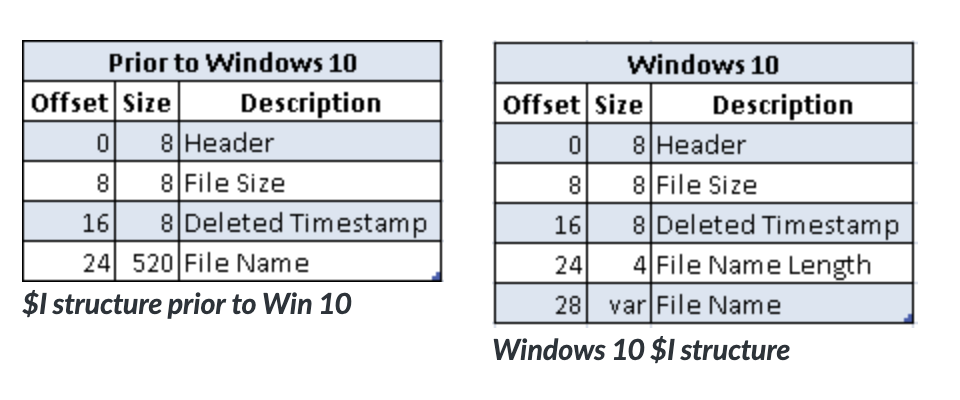 Prior to Windows 10
Offset Size Description
0 8 Header
8 8 File Size
16 8 Deleted Timestamp
24 520 File Name
$I structure prior to Win 10
Windows 10
Offset Size Description
0 8 Header
8 8 File Size
16 8 Deleted Timestamp
24 4 File Name Length
28 var File Name
Windows 10 $I structure